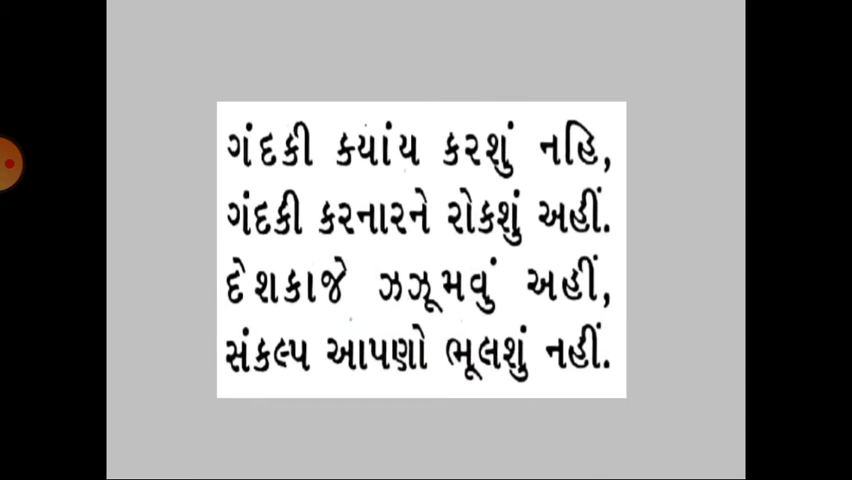 ગંદકી ક્યાંય કરશું નહિ,
ગંદકી કરનારને રોકશું અહીં.
દેશકાજે ઝઝૂમવું અહીં,
સંકલ્પ આપણો ભૂલશું નહીં.